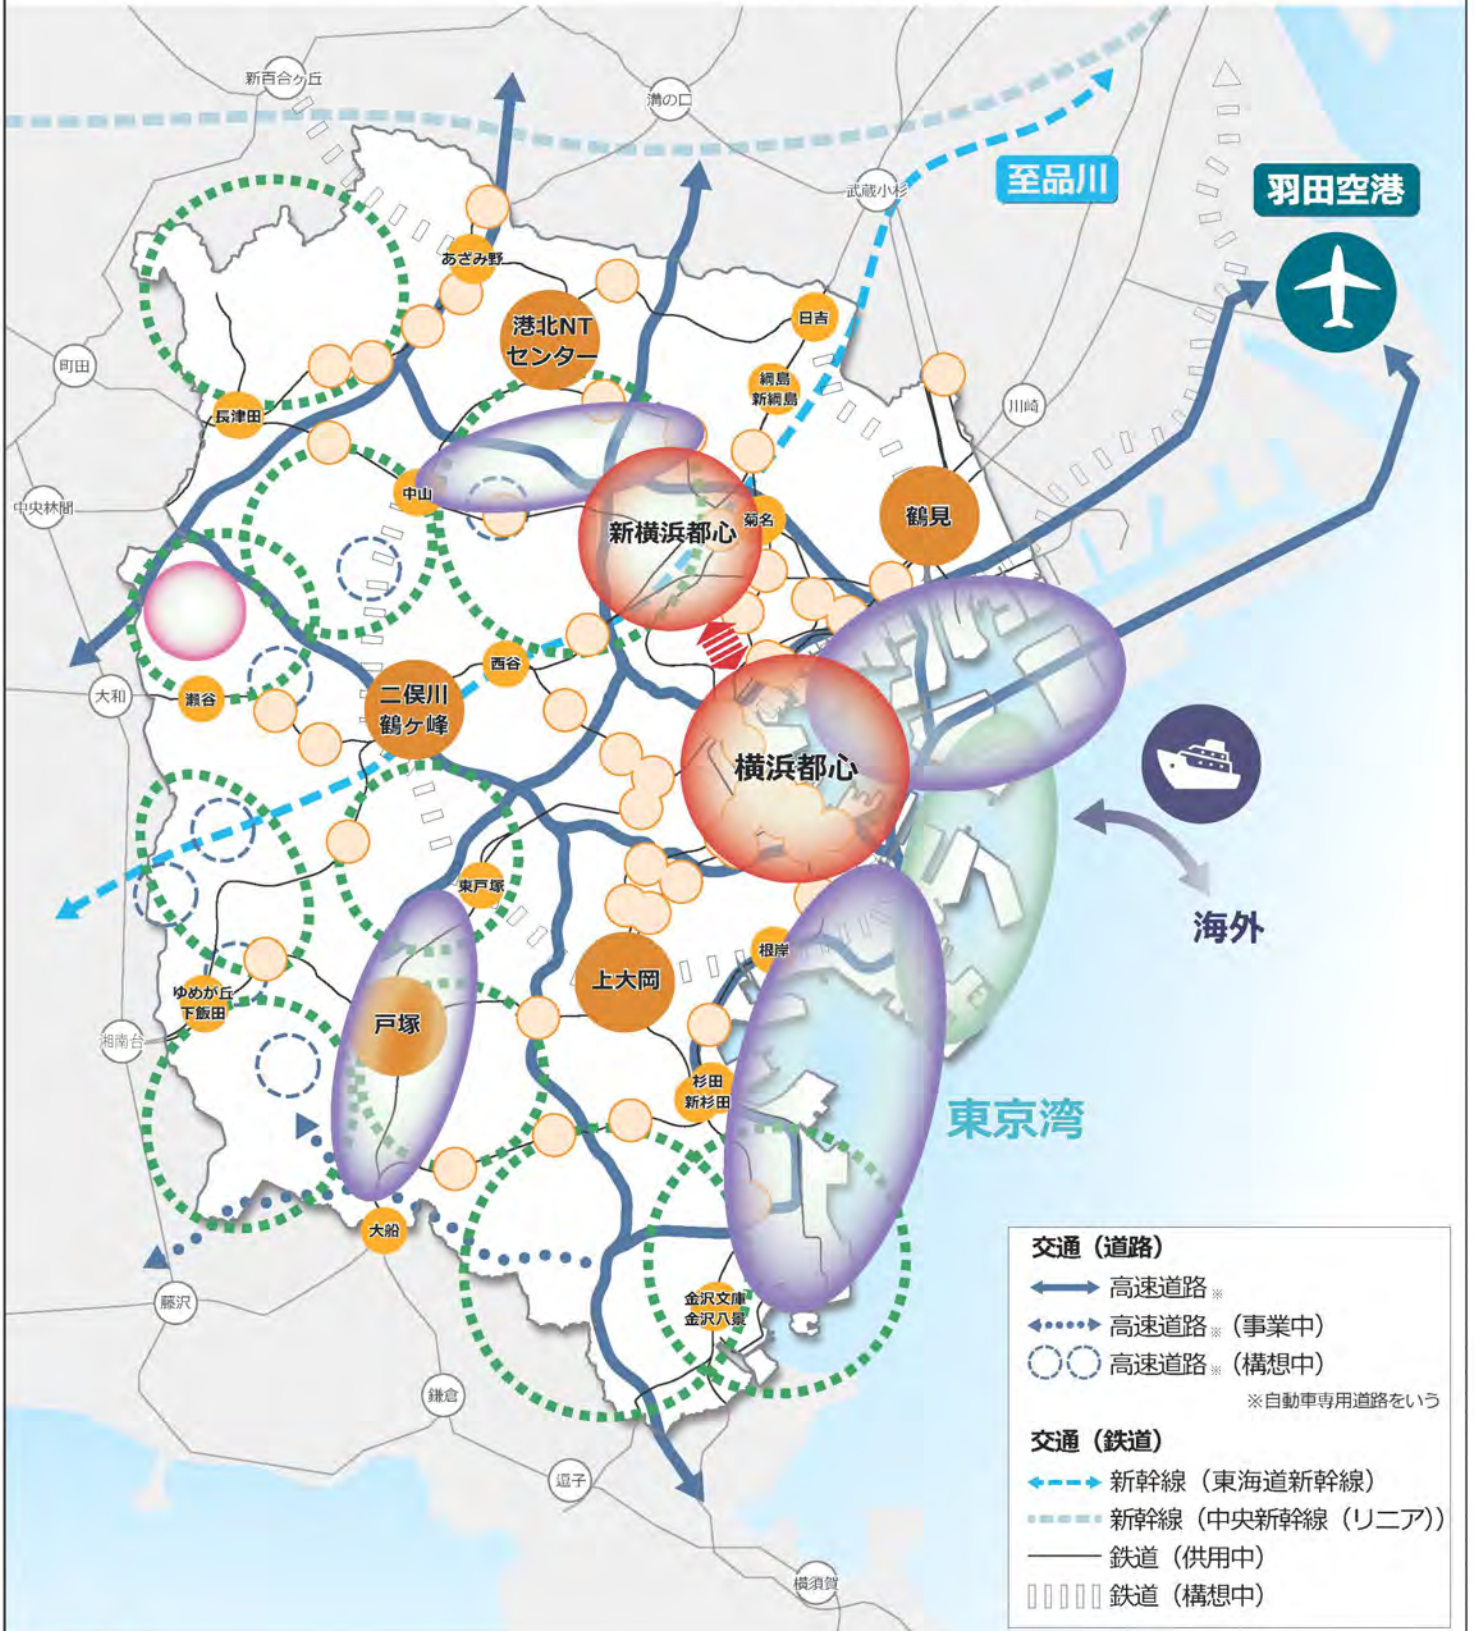 新百合ヶ丘
溝の口
武蔵小杉
至品川
羽田空港
あざみ野
港北NT
センター
日吉
町田
綱島
新綱島
川崎
長津田
中山
中央林間
新横浜都心
菊名
鶴見
西谷
大和
瀬谷
二俣川
鶴ヶ峰
横浜都心
東戸塚
海外
根岸
上大岡
ゆめが丘
下飯田
戸塚
湘南台
杉田
新杉田
東京湾
大船
藤沢
金沢文庫
金沢八景
鎌倉
逗子
横須賀
交通（道路）
高速道路※
高速道路※（事業中）
高速道路※（構想中）
※自動車専用道路をいう
交通（鉄道）
新幹線（東海道新幹線）
新幹線（中央新幹線（リニア））
鉄道（供用中）
鉄道（構想中）